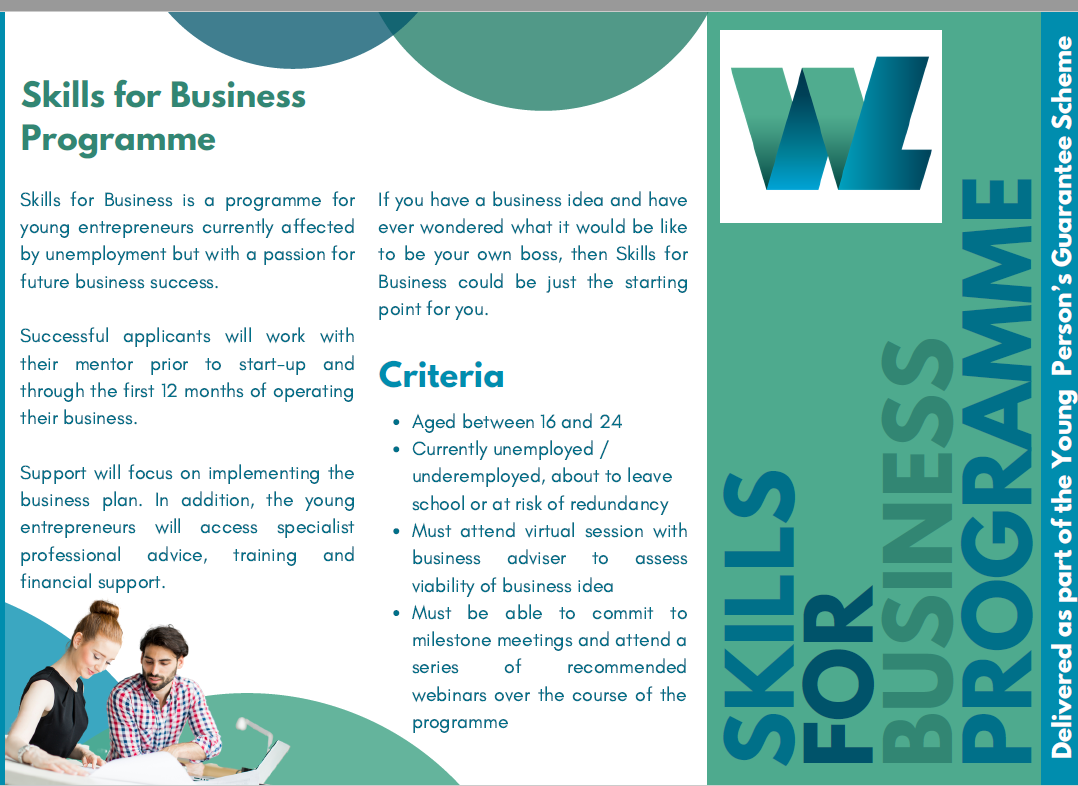 Skills for Business
Programme
Skills for Business is a programme for
young entrepreneurs currently affected
by unemployment but with a passion for
future business success.
Successful applicants will work with
their mentor prior to start-up and
through the first 12 months of operating
their business.
Support will focus on implementing the
business plan. In addition, the young
entrepreneurs will access specialist
professional advice, training and
financial support.
If you have a business idea and have
ever wondered what it would be like
to be your own boss, then Skills for
Business could be just the starting
point for you.
Criteria
• Aged between 16 and 24
• Currently unemployed /
underemployed, about to leave
school or at risk of redundancy
• Must attend virtual session with
business adviser to assess
viability of business idea
• Must be able to commit to
milestone meetings and attend a
series of recommended
webinars over the course of the
programme
WL
SKILLS
FOR
BUSINESS
PROGRAMME
Delivered as part of the Young Person's Guarantee Scheme